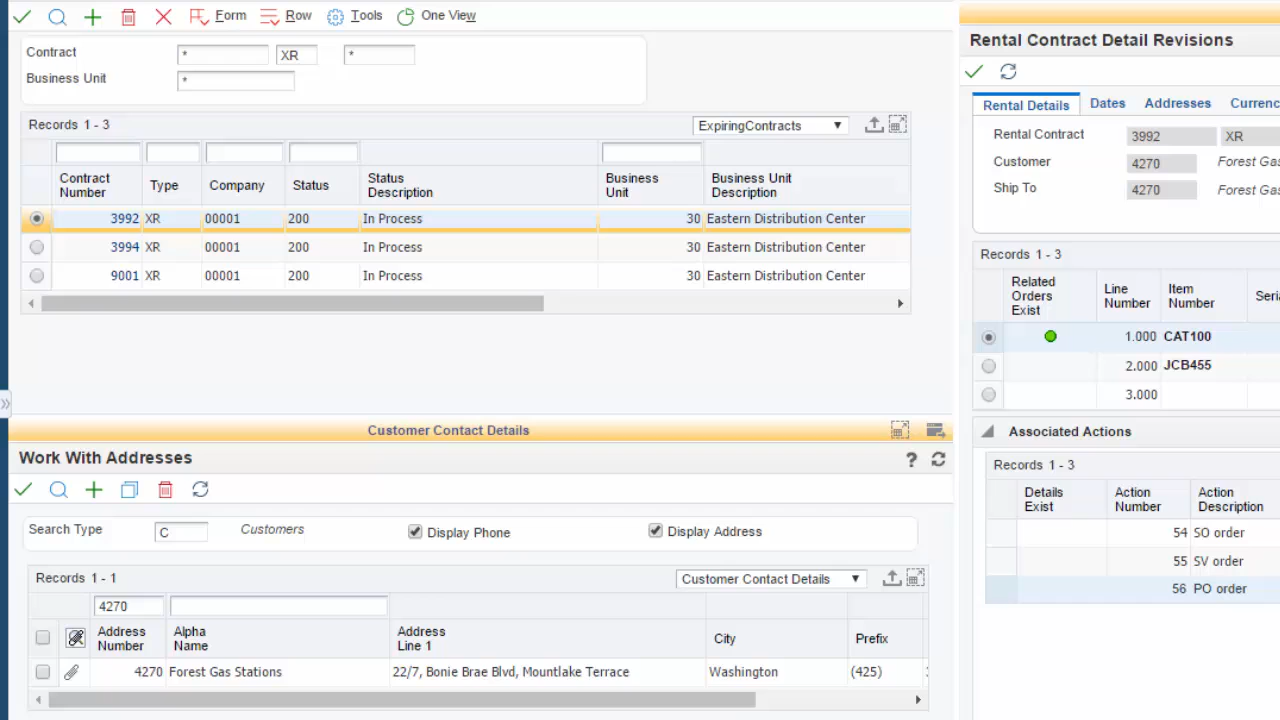 Form Row Tools One View
Contract * XR *
Business Unit *
Records 1 - 3 ExpiringContracts
Contract Number Type Company Status Status Description Business Unit Business Unit Description
3992 XR 00001 200 In Process 30 Eastern Distribution Center
3994 XR 00001 200 In Process 30 Eastern Distribution Center
9001 XR 00001 200 In Process 30 Eastern Distribution Center
Customer Contact Details
Work With Addresses
Search Type C Customers Display Phone Display Address
Records 1 - 1 Customer Contact Details
4270
Address Number Alpha Name Address Line 1 City Prefix
4270 Forest Gas Stations 22/7, Bonie Brae Blvd, Mountlake Terrace Washington (425)
Rental Contract Detail Revisions
Rental Details Dates Addresses Currenc
Rental Contract 3992 XR
Customer 4270 Forest Gas
Ship To 4270 Forest Gas
Records 1 - 3
Related Orders Exist Line Number Item Number Seria
1.000 CAT100
2.000 JCB455
3.000
Associated Actions
Records 1 - 3
Details Exist Action Number Action Description
54 SO order
55 SV order
56 PO order